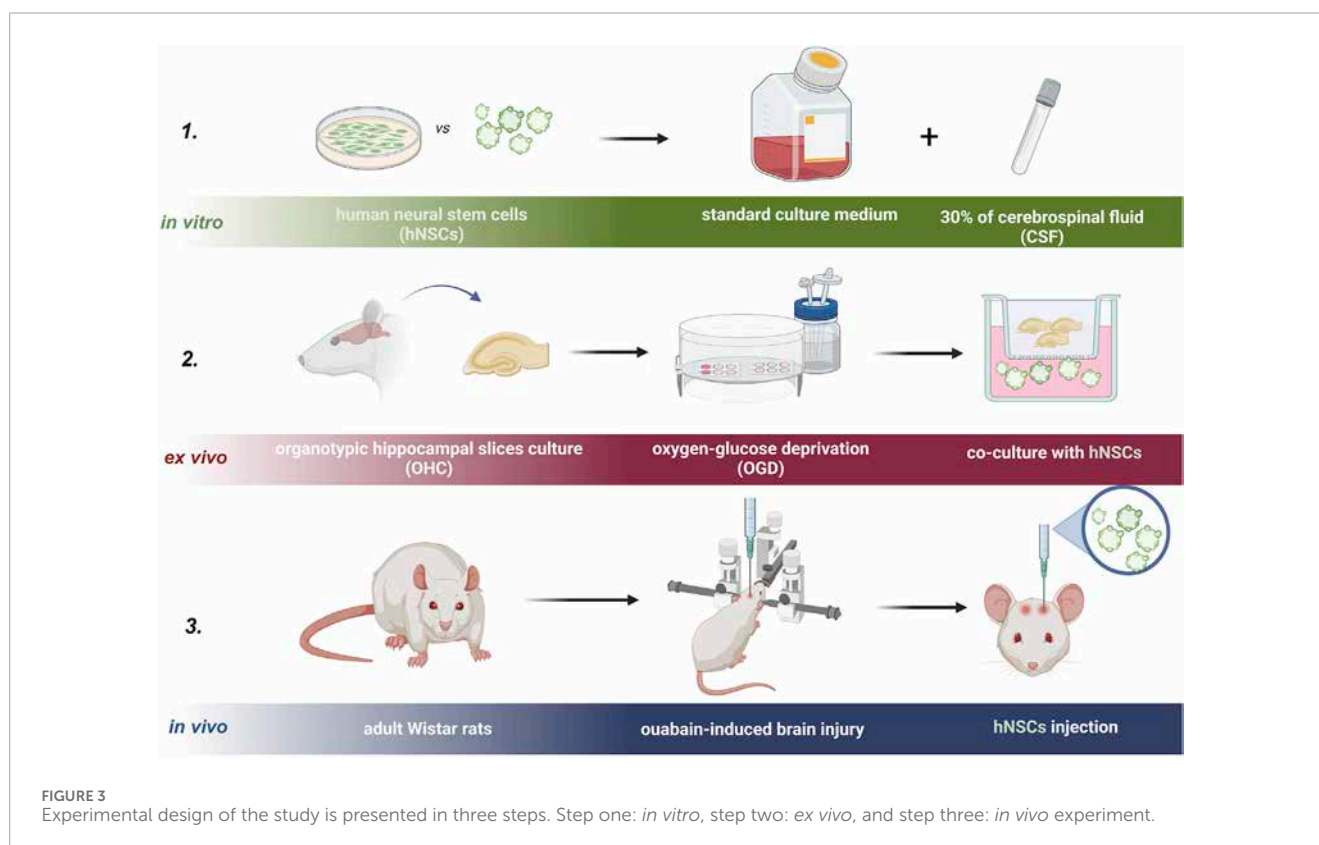 1.
vs
+
in vitro
human neural stem cells
(hNSCs)
standard culture medium
30% of cerebrospinal fluid
(CSF)
2.
ex vivo
organotypic hippocampal slices culture
(OHC)
oxygen-glucose deprivation
(OGD)
co-culture with hNSCs
3.
in vivo
adult Wistar rats
ouabain-induced brain injury
hNSCs injection
FIGURE 3
Experimental design of the study is presented in three steps. Step one: in vitro, step two: ex vivo, and step three: in vivo experiment.